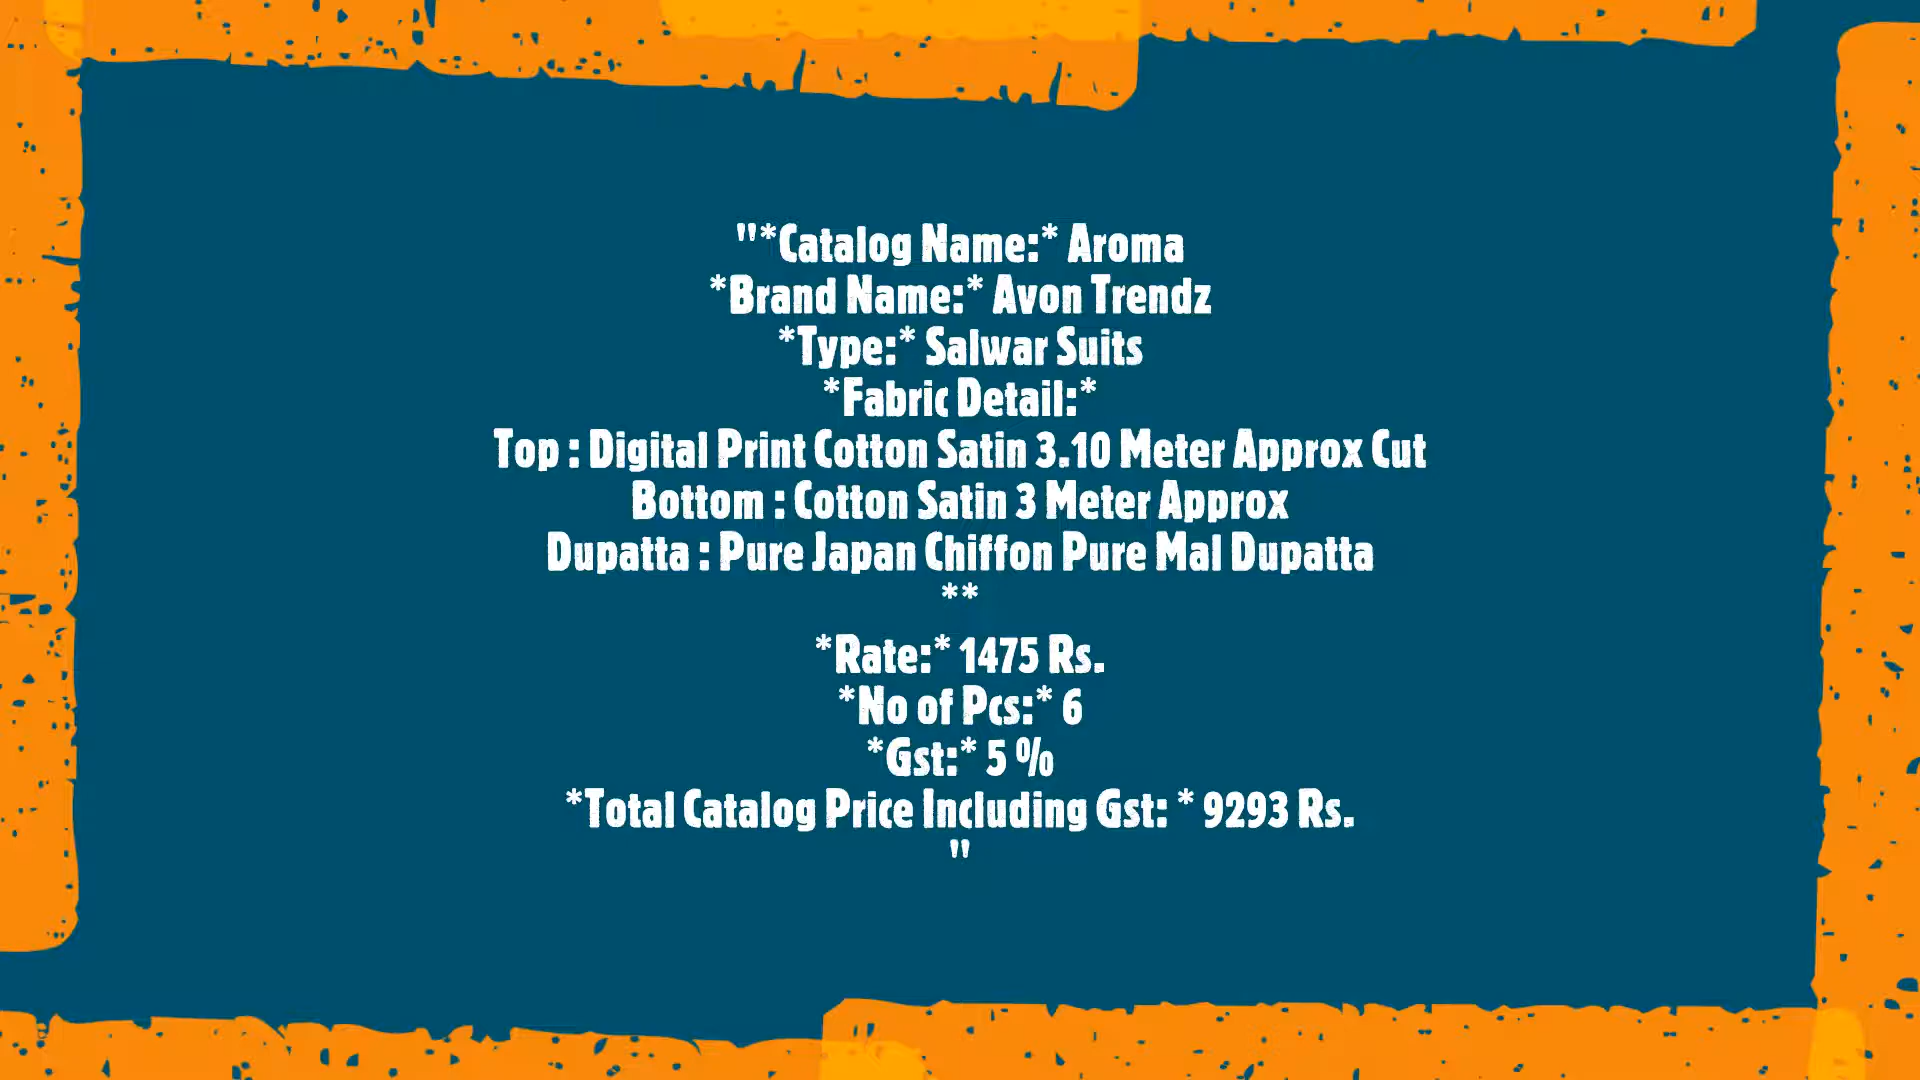 "*Catalog Name:* Aroma
*Brand Name:* Avon Trendz
*Type:* Salwar Suits
*Fabric Detail:*
Top : Digital Print Cotton Satin 3.10 Meter Approx Cut
Bottom : Cotton Satin 3 Meter Approx
Dupatta : Pure Japan Chiffon Pure Mal Dupatta
**
*Rate:* 1475 Rs.
*No of Pcs:* 6
*Gst:* 5 %
*Total Catalog Price Including Gst: * 9293 Rs.
"